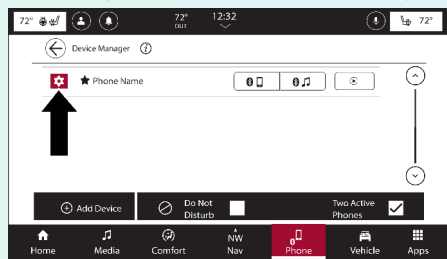 72° 72° 12:32 72°
OUT
Device Manager
Phone Name
Add Device Do Not Disturb Two Active Phones
Home Media Comfort NW Nav Phone Vehicle Apps